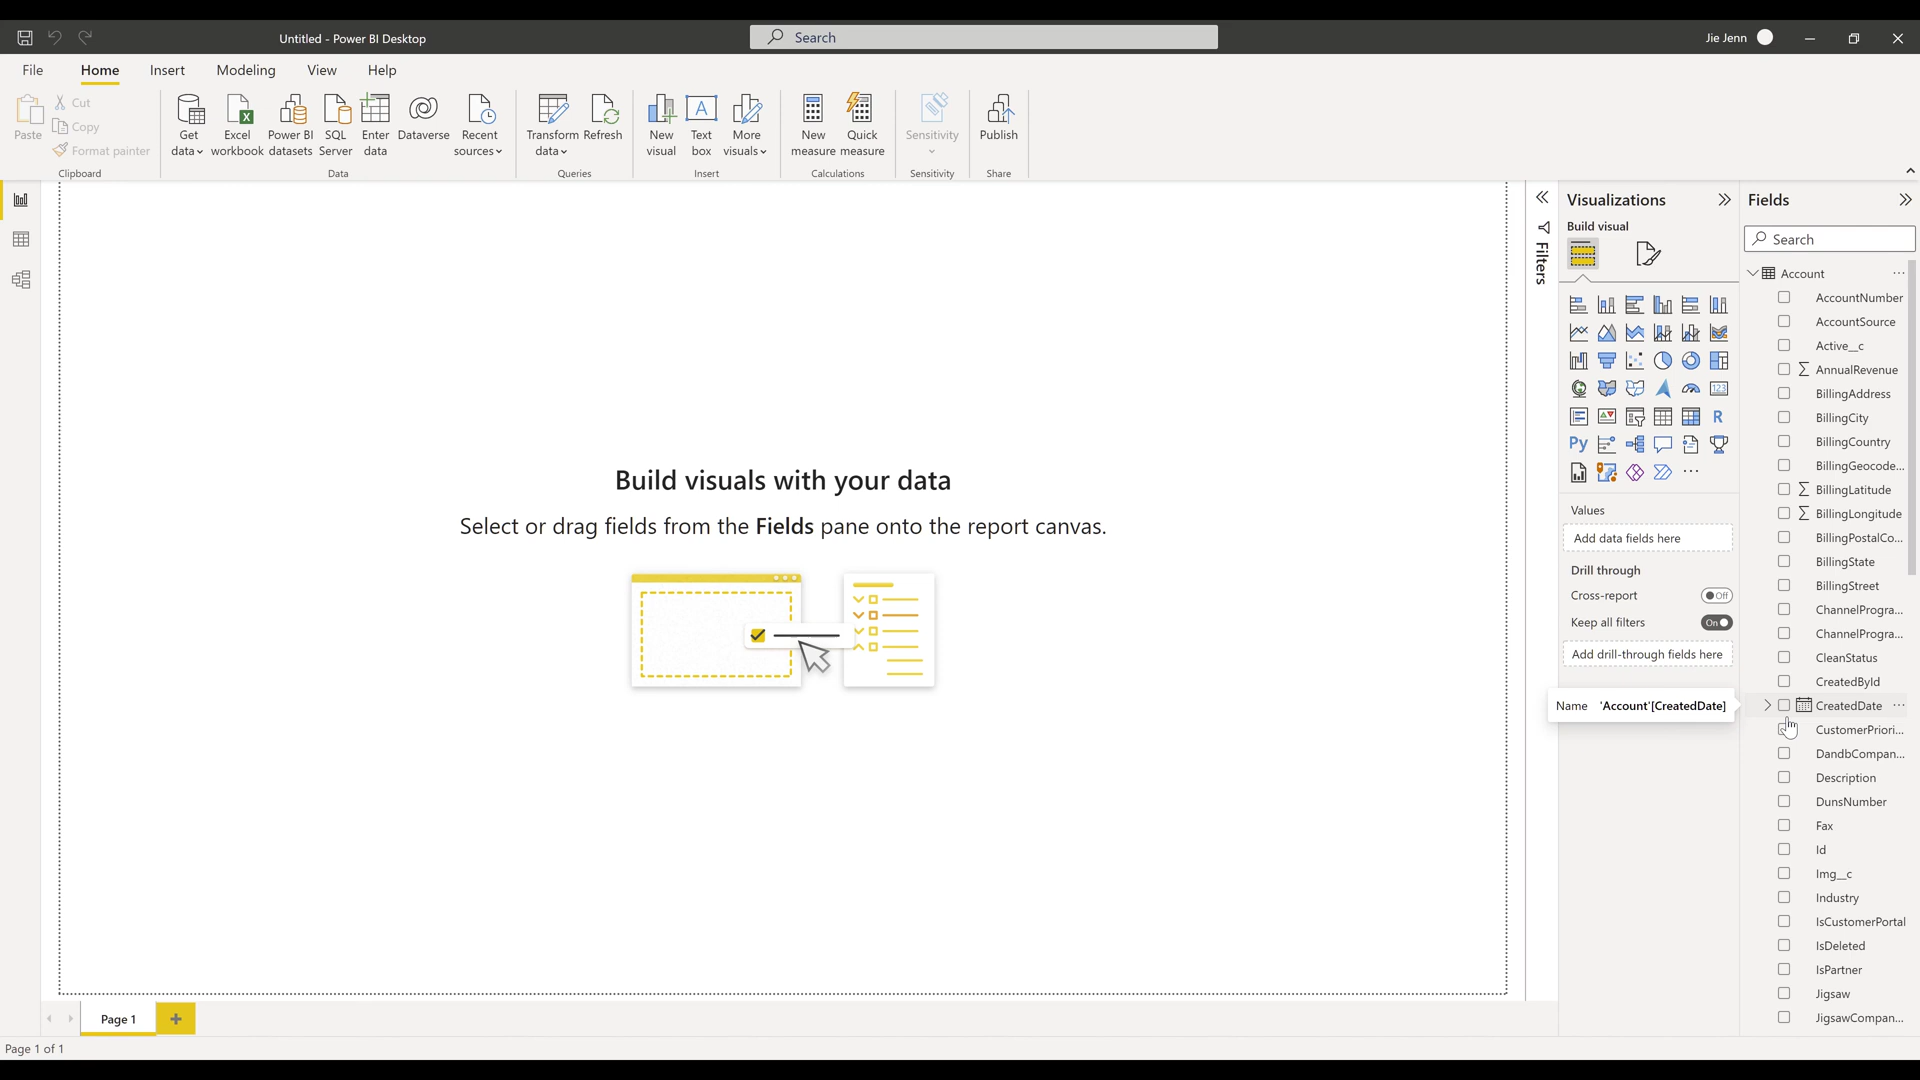 Untitled - Power BI Desktop
Search
Jie Jenn
File
Home
Insert
Modeling
View
Help
Paste
Cut
Copy
Format painter
Clipboard
Get data
Excel workbook
Power BI datasets
SQL Server
Enter data
Dataverse
Recent sources
Data
Transform data
Refresh
Queries
New visual
Text box
More visuals
Insert
New measure
Quick measure
Calculations
Sensitivity
Sensitivity
Publish
Share
Build visuals with your data
Select or drag fields from the Fields pane onto the report canvas.
Filters
Visualizations
Build visual
123
R
Py
Values
Add data fields here
Drill through
Cross-report
Off
Keep all filters
On
Add drill-through fields here
Name 'Account'[CreatedDate]
Fields
Search
Account
AccountNumber
AccountSource
Active__c
AnnualRevenue
BillingAddress
BillingCity
BillingCountry
BillingGeocode...
BillingLatitude
BillingLongitude
BillingPostalCo...
BillingState
BillingStreet
ChannelProgra...
ChannelProgra...
CleanStatus
CreatedById
CreatedDate
CustomerPriori...
DandbCompan...
Description
DunsNumber
Fax
Id
Img__c
Industry
IsCustomerPortal
IsDeleted
IsPartner
Jigsaw
JigsawCompan...
Page 1
Page 1 of 1